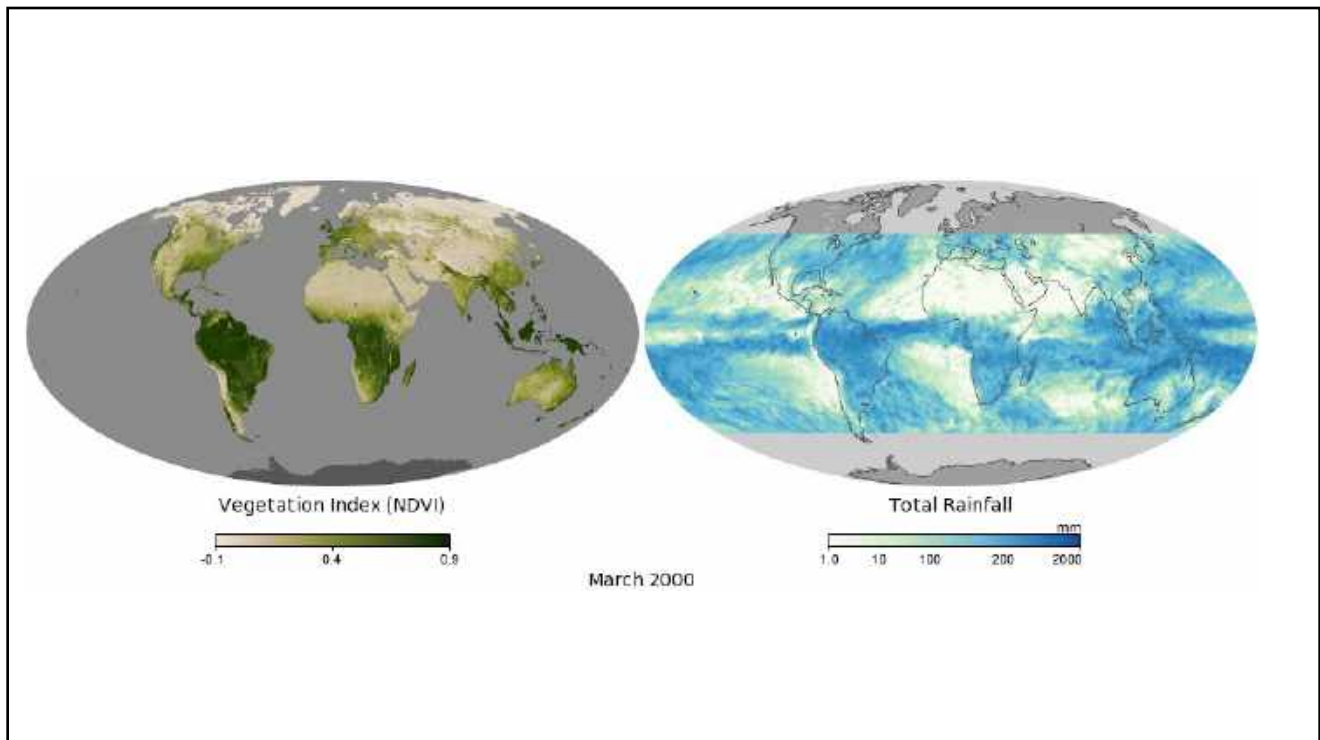 Vegetation Index (NDVI)
-0.1 0.4 0.9
Total Rainfall
mm
1.0 10 100 200 2000
March 2000